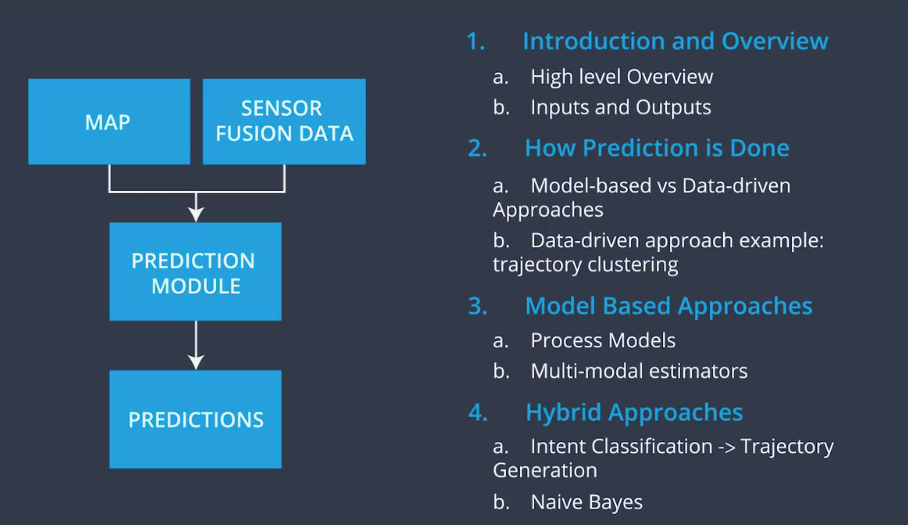 MAP
SENSOR
FUSION DATA
PREDICTION
MODULE
PREDICTIONS
1. Introduction and Overview
a. High level Overview
b. Inputs and Outputs
2. How Prediction is Done
a. Model-based vs Data-driven
Approaches
b. Data-driven approach example:
trajectory clustering
3. Model Based Approaches
a. Process Models
b. Multi-modal estimators
4. Hybrid Approaches
a. Intent Classification -> Trajectory
Generation
b. Naive Bayes